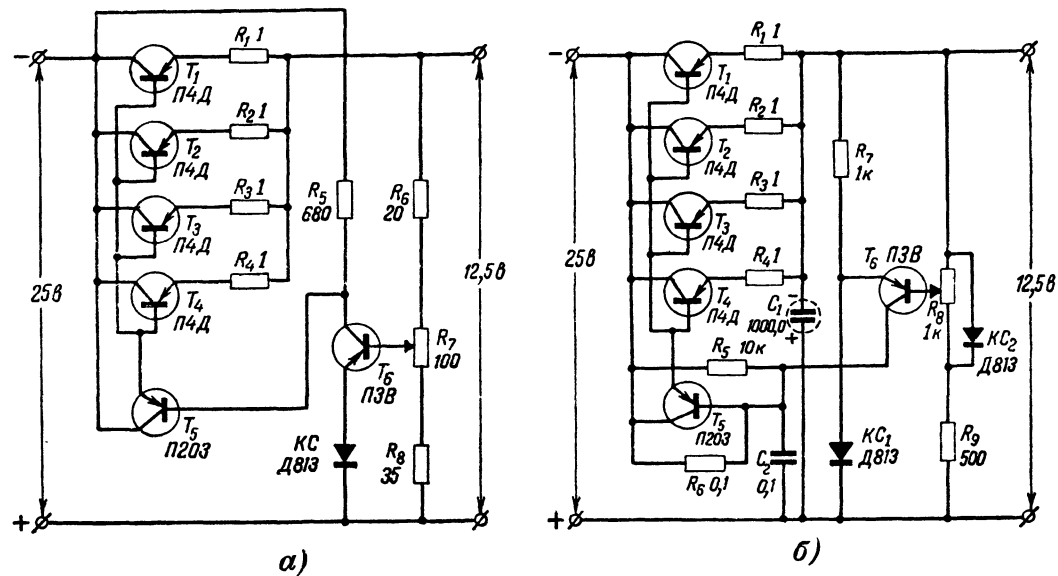 −
25в
+
T₁
П4Д
R₁ 1
T₂
П4Д
R₂ 1
T₃
П4Д
R₃ 1
T₄
П4Д
R₄ 1
T₅
П203
R₅
680
R₆
20
R₇
100
T₆
П3В
КС
Д813
R₈
35
12,5в
а)
−
25в
+
T₁
П4Д
R₁ 1
T₂
П4Д
R₂ 1
T₃
П4Д
R₃ 1
T₄
П4Д
R₄ 1
−
C₁
1000,0
+
R₅ 10к
T₅
П203
R₆ 0,1
C₂
0,1
R₇
1к
T₆ П3В
R₈
1к
КС₂
Д813
КС₁
Д813
R₉
500
12,5в
б)